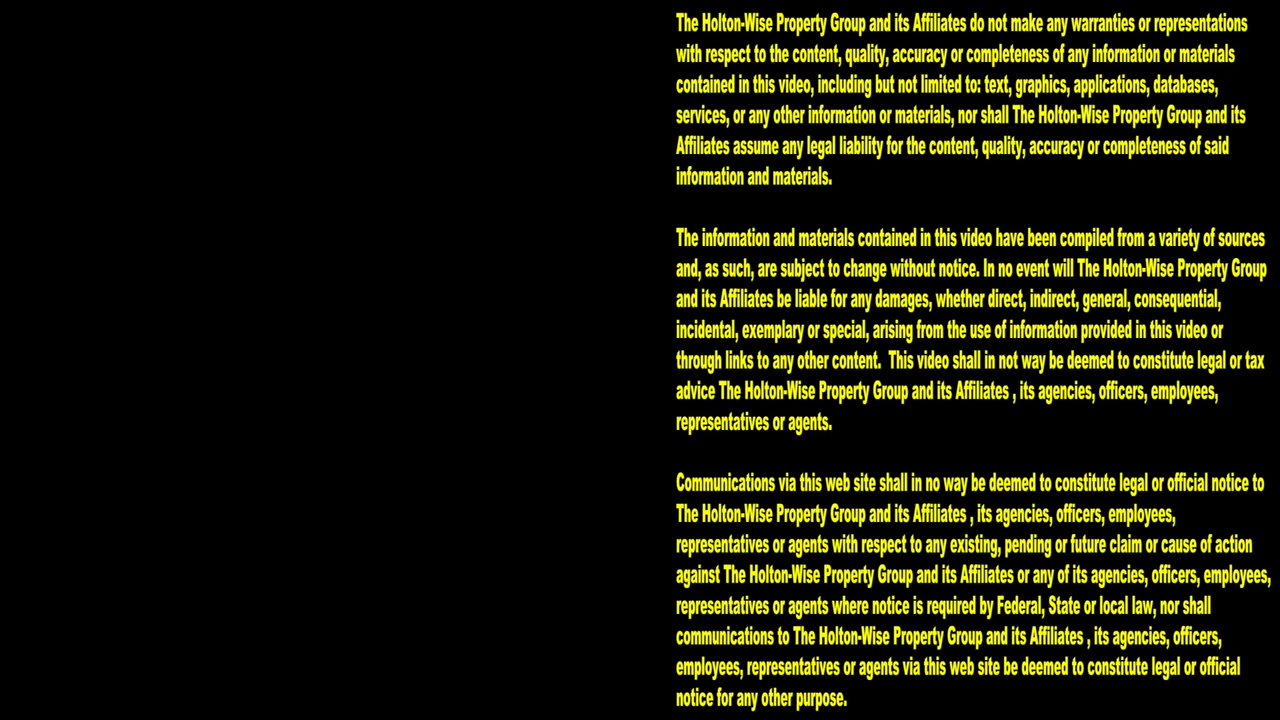 The Holton-Wise Property Group and its Affiliates do not make any warranties or representations
with respect to the content, quality, accuracy or completeness of any information or materials
contained in this video, including but not limited to: text, graphics, applications, databases,
services, or any other information or materials, nor shall The Holton-Wise Property Group and its
Affiliates assume any legal liability for the content, quality, accuracy or completeness of said
information and materials.
The information and materials contained in this video have been compiled from a variety of sources
and, as such, are subject to change without notice. In no event will The Holton-Wise Property Group
and its Affiliates be liable for any damages, whether direct, indirect, general, consequential,
incidental, exemplary or special, arising from the use of information provided in this video or
through links to any other content.  This video shall in not way be deemed to constitute legal or tax
advice The Holton-Wise Property Group and its Affiliates , its agencies, officers, employees,
representatives or agents.
Communications via this web site shall in no way be deemed to constitute legal or official notice to
The Holton-Wise Property Group and its Affiliates , its agencies, officers, employees,
representatives or agents with respect to any existing, pending or future claim or cause of action
against The Holton-Wise Property Group and its Affiliates or any of its agencies, officers, employees,
representatives or agents where notice is required by Federal, State or local law, nor shall
communications to The Holton-Wise Property Group and its Affiliates , its agencies, officers,
employees, representatives or agents via this web site be deemed to constitute legal or official
notice for any other purpose.